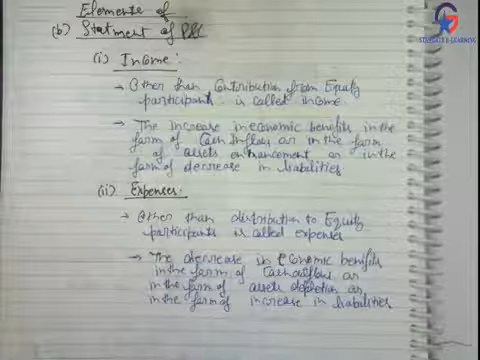 Elements of
(b) Statment of P&L
(i) Income :
→ Other than Contribution from Equity
participants is called income.
→ The increase in economic benefits in the
form of Cash inflow or in the form
of assets enhancement or in the
form of decrease in liabilities
(ii) Expenses :
→ Other than distribution to Equity
participants is called expenses
→ The decrease in economic benefits
in the form of Cash outflow or
in the form of assets depletion or
in the form of increase in liabilities